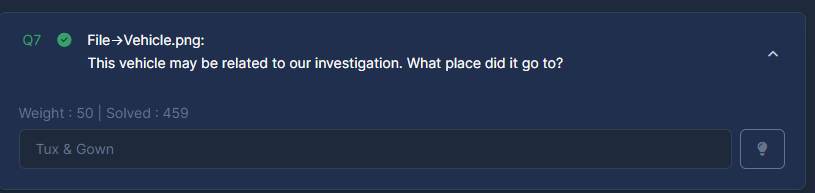 Q7 File→Vehicle.png:
This vehicle may be related to our investigation. What place did it go to?
Weight : 50 | Solved : 459
Tux & Gown